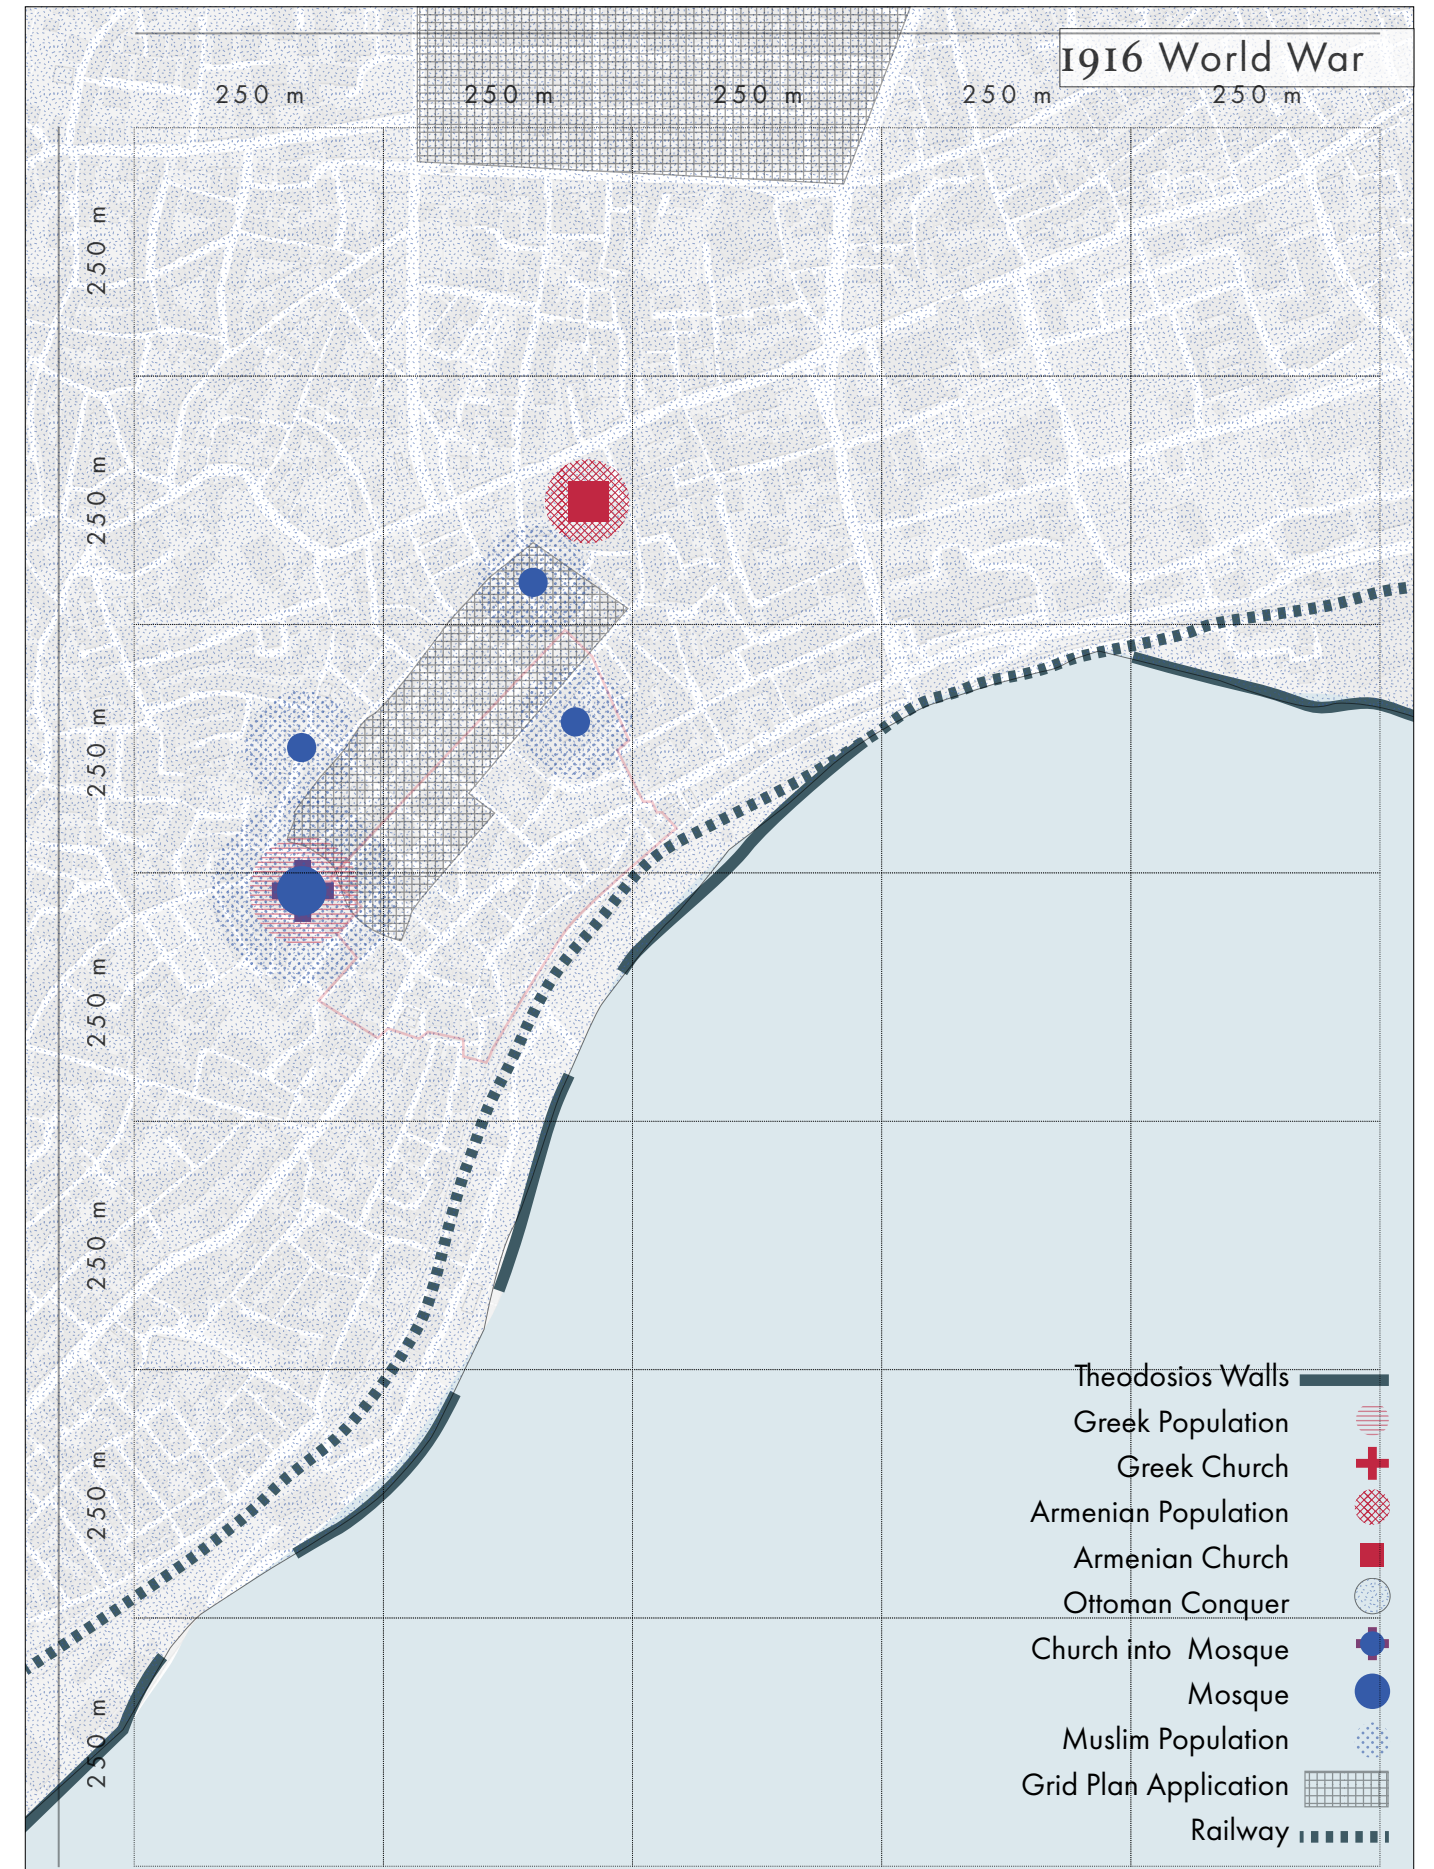 1916 World War
250 m 250 m 250 m 250 m 250 m
250 m
250 m
250 m
250 m
250 m
250 m
250 m
Theodosios Walls
Greek Population
Greek Church
Armenian Population
Armenian Church
Ottoman Conquer
Church into Mosque
Mosque
Muslim Population
Grid Plan Application
Railway